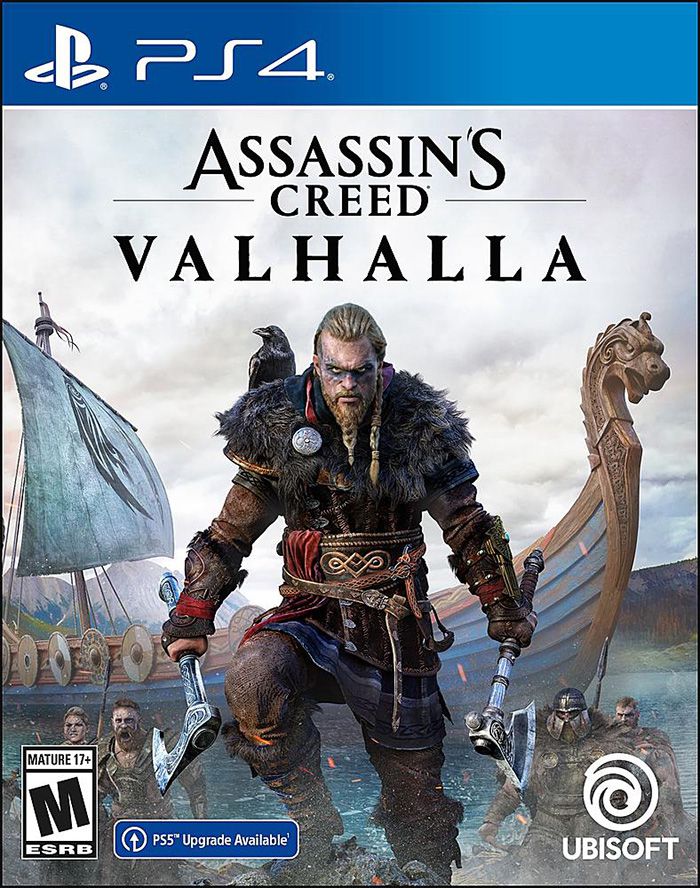 PS4
ASSASSIN'S
CREED®
VALHALLA
MATURE 17+
M
ESRB
PS5™ Upgrade Available¹
UBISOFT